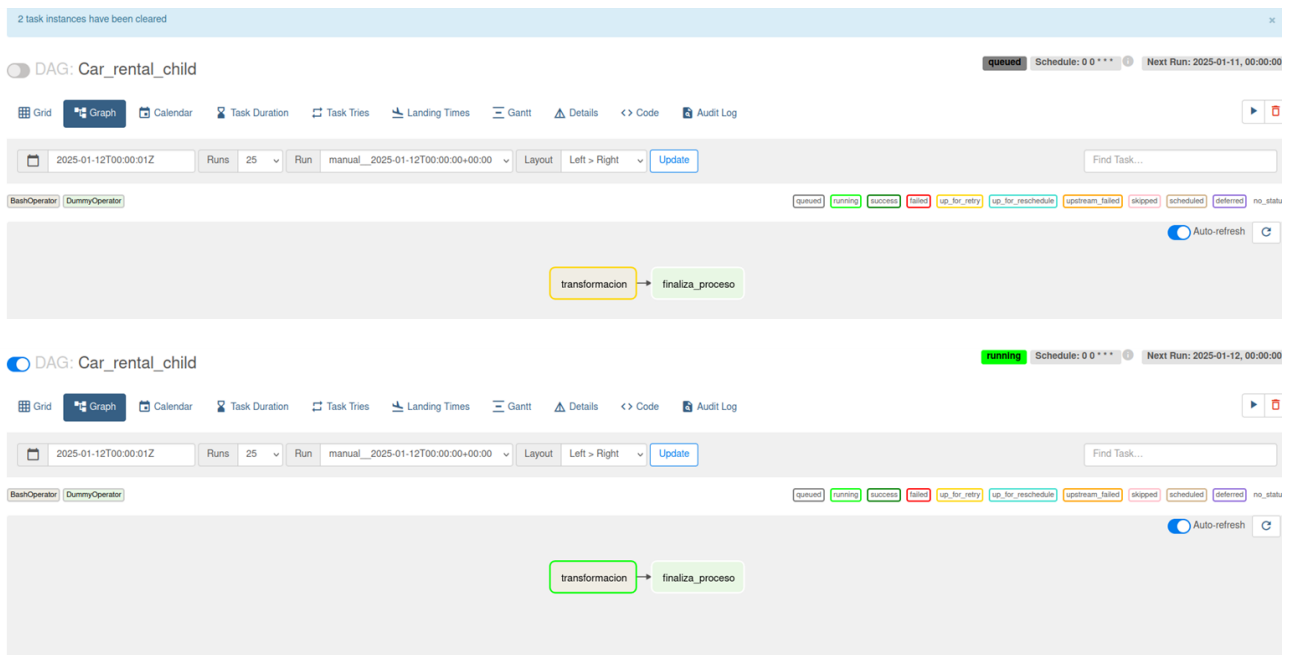 2 task instances have been cleared ×
DAG: Car_rental_child queued Schedule: 0 0 * * * Next Run: 2025-01-11, 00:00:00
Grid Graph Calendar Task Duration Task Tries Landing Times Gantt Details <> Code Audit Log
2025-01-12T00:00:01Z Runs 25 Run manual__2025-01-12T00:00:00+00:00 Layout Left > Right Update Find Task...
BashOperator DummyOperator queued running success failed up_for_retry up_for_reschedule upstream_failed skipped scheduled deferred no_statu
Auto-refresh
transformacion finaliza_proceso
DAG: Car_rental_child running Schedule: 0 0 * * * Next Run: 2025-01-12, 00:00:00
Grid Graph Calendar Task Duration Task Tries Landing Times Gantt Details <> Code Audit Log
2025-01-12T00:00:01Z Runs 25 Run manual__2025-01-12T00:00:00+00:00 Layout Left > Right Update Find Task...
BashOperator DummyOperator queued running success failed up_for_retry up_for_reschedule upstream_failed skipped scheduled deferred no_statu
Auto-refresh
transformacion finaliza_proceso